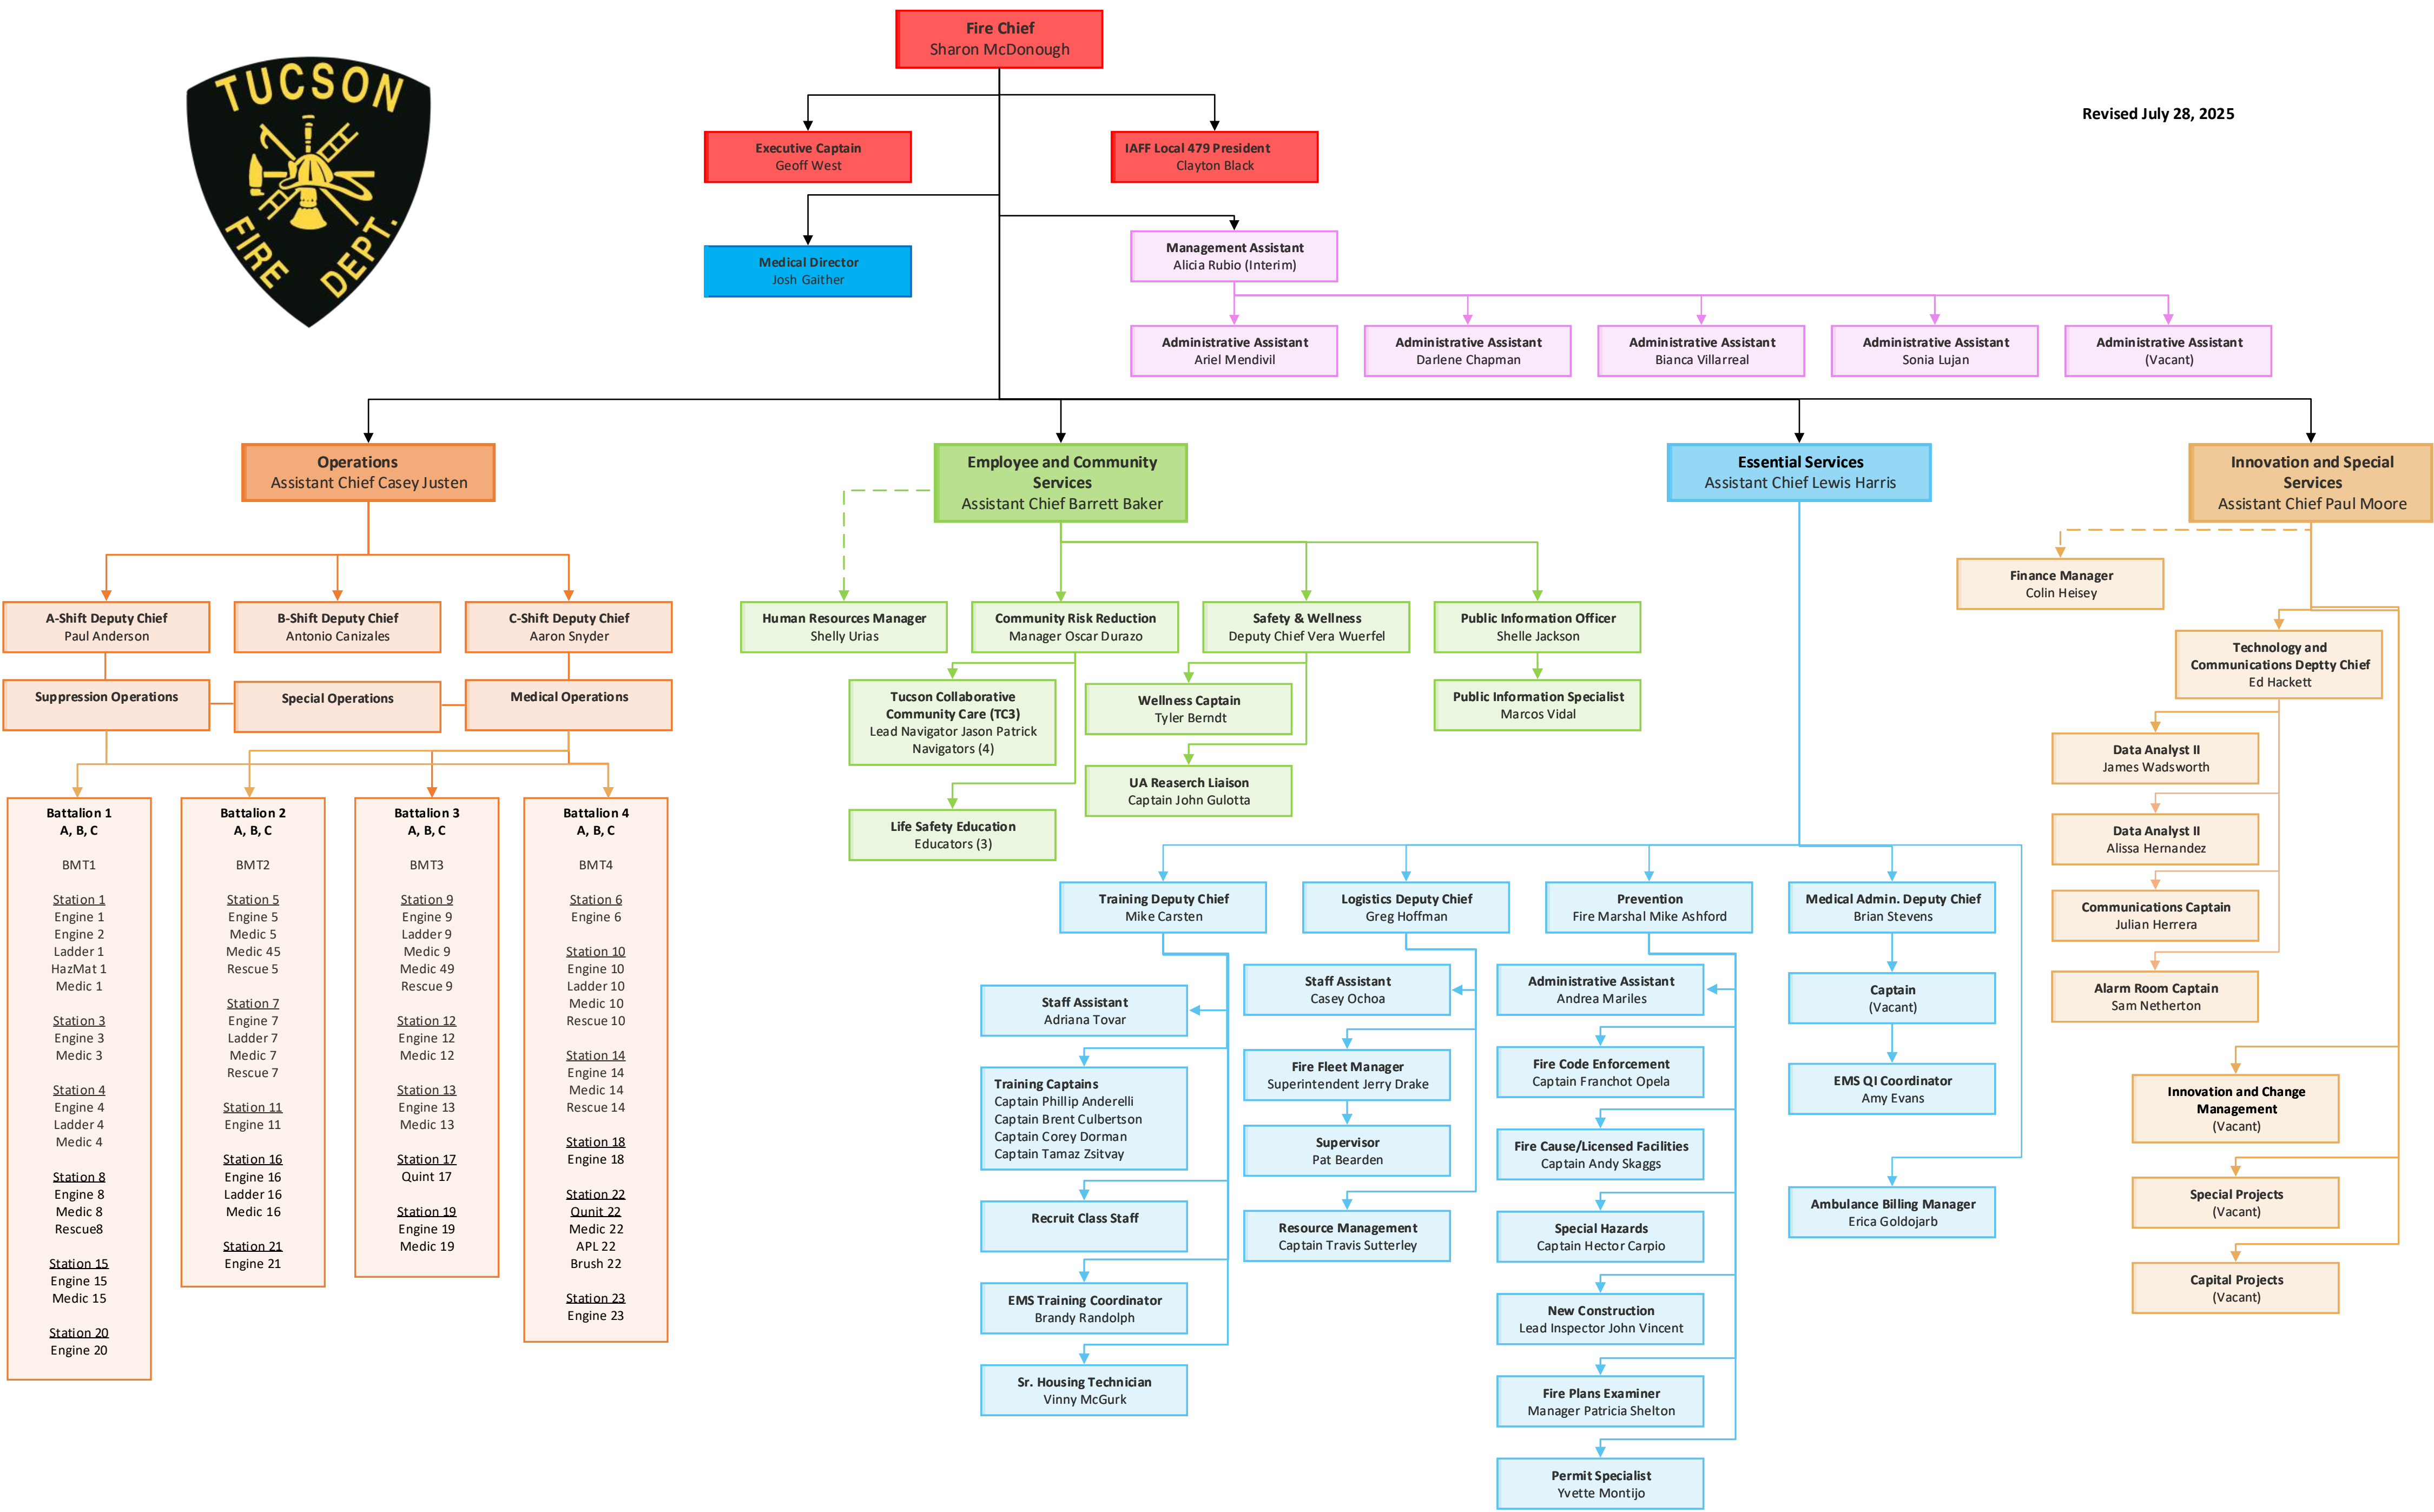 TUCSON
FIRE
DEPT.
Fire Chief
Sharon McDonough
Revised July 28, 2025
Executive Captain
Geoff West
IAFF Local 479 President
Clayton Black
Medical Director
Josh Gaither
Management Assistant
Alicia Rubio (Interim)
Administrative Assistant
Ariel Mendivil
Administrative Assistant
Darlene Chapman
Administrative Assistant
Bianca Villarreal
Administrative Assistant
Sonia Lujan
Administrative Assistant
(Vacant)
Operations
Assistant Chief Casey Justen
Employee and Community
Services
Assistant Chief Barrett Baker
Essential Services
Assistant Chief Lewis Harris
Innovation and Special
Services
Assistant Chief Paul Moore
A-Shift Deputy Chief
Paul Anderson
B-Shift Deputy Chief
Antonio Canizales
C-Shift Deputy Chief
Aaron Snyder
Suppression Operations
Special Operations
Medical Operations
Battalion 1
A, B, C
BMT1
Station 1
Engine 1
Engine 2
Ladder 1
HazMat 1
Medic 1
Station 3
Engine 3
Medic 3
Station 4
Engine 4
Ladder 4
Medic 4
Station 8
Engine 8
Medic 8
Rescue8
Station 15
Engine 15
Medic 15
Station 20
Engine 20
Battalion 2
A, B, C
BMT2
Station 5
Engine 5
Medic 5
Medic 45
Rescue 5
Station 7
Engine 7
Ladder 7
Medic 7
Rescue 7
Station 11
Engine 11
Station 16
Engine 16
Ladder 16
Medic 16
Station 21
Engine 21
Battalion 3
A, B, C
BMT3
Station 9
Engine 9
Ladder 9
Medic 9
Medic 49
Rescue 9
Station 12
Engine 12
Medic 12
Station 13
Engine 13
Medic 13
Station 17
Quint 17
Station 19
Engine 19
Medic 19
Battalion 4
A, B, C
BMT4
Station 6
Engine 6
Station 10
Engine 10
Ladder 10
Medic 10
Rescue 10
Station 14
Engine 14
Medic 14
Rescue 14
Station 18
Engine 18
Station 22
Qunit 22
Medic 22
APL 22
Brush 22
Station 23
Engine 23
Human Resources Manager
Shelly Urias
Community Risk Reduction
Manager Oscar Durazo
Safety & Wellness
Deputy Chief Vera Wuerfel
Public Information Officer
Shelle Jackson
Tucson Collaborative
Community Care (TC3)
Lead Navigator Jason Patrick
Navigators (4)
Wellness Captain
Tyler Berndt
Public Information Specialist
Marcos Vidal
UA Reaserch Liaison
Captain John Gulotta
Life Safety Education
Educators (3)
Training Deputy Chief
Mike Carsten
Logistics Deputy Chief
Greg Hoffman
Prevention
Fire Marshal Mike Ashford
Medical Admin. Deputy Chief
Brian Stevens
Staff Assistant
Adriana Tovar
Training Captains
Captain Phillip Anderelli
Captain Brent Culbertson
Captain Corey Dorman
Captain Tamaz Zsitvay
Recruit Class Staff
EMS Training Coordinator
Brandy Randolph
Sr. Housing Technician
Vinny McGurk
Staff Assistant
Casey Ochoa
Fire Fleet Manager
Superintendent Jerry Drake
Supervisor
Pat Bearden
Resource Management
Captain Travis Sutterley
Administrative Assistant
Andrea Mariles
Fire Code Enforcement
Captain Franchot Opela
Fire Cause/Licensed Facilities
Captain Andy Skaggs
Special Hazards
Captain Hector Carpio
New Construction
Lead Inspector John Vincent
Fire Plans Examiner
Manager Patricia Shelton
Permit Specialist
Yvette Montijo
Captain
(Vacant)
EMS QI Coordinator
Amy Evans
Ambulance Billing Manager
Erica Goldojarb
Finance Manager
Colin Heisey
Technology and
Communications Deptty Chief
Ed Hackett
Data Analyst II
James Wadsworth
Data Analyst II
Alissa Hernandez
Communications Captain
Julian Herrera
Alarm Room Captain
Sam Netherton
Innovation and Change
Management
(Vacant)
Special Projects
(Vacant)
Capital Projects
(Vacant)